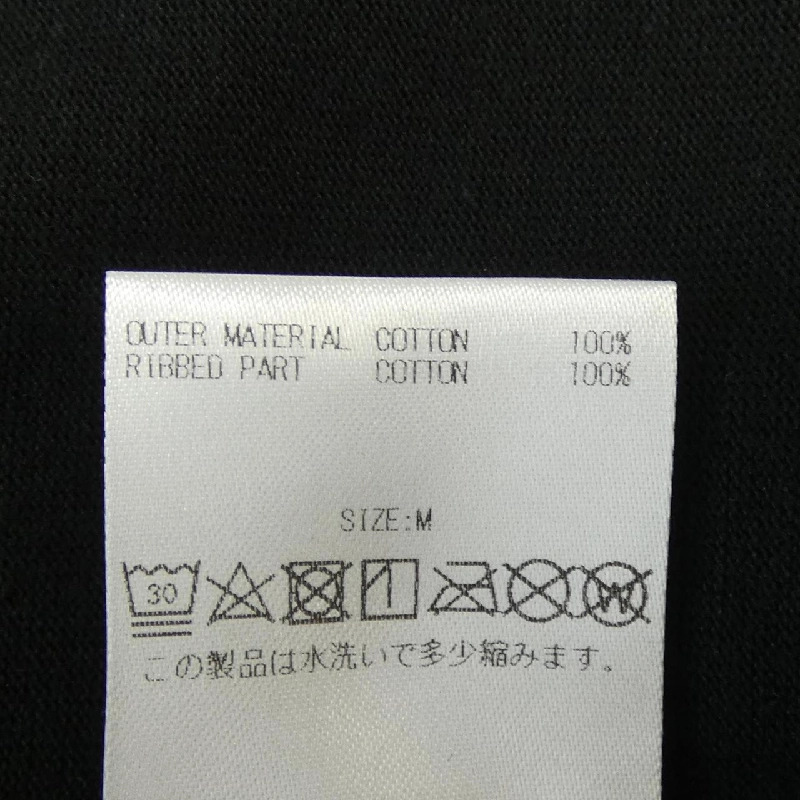 OUTER MATERIAL COTTON 100%
RIBBED PART COTTON 100%
SIZE:M
30
W
この製品は水洗いで多少縮みます。